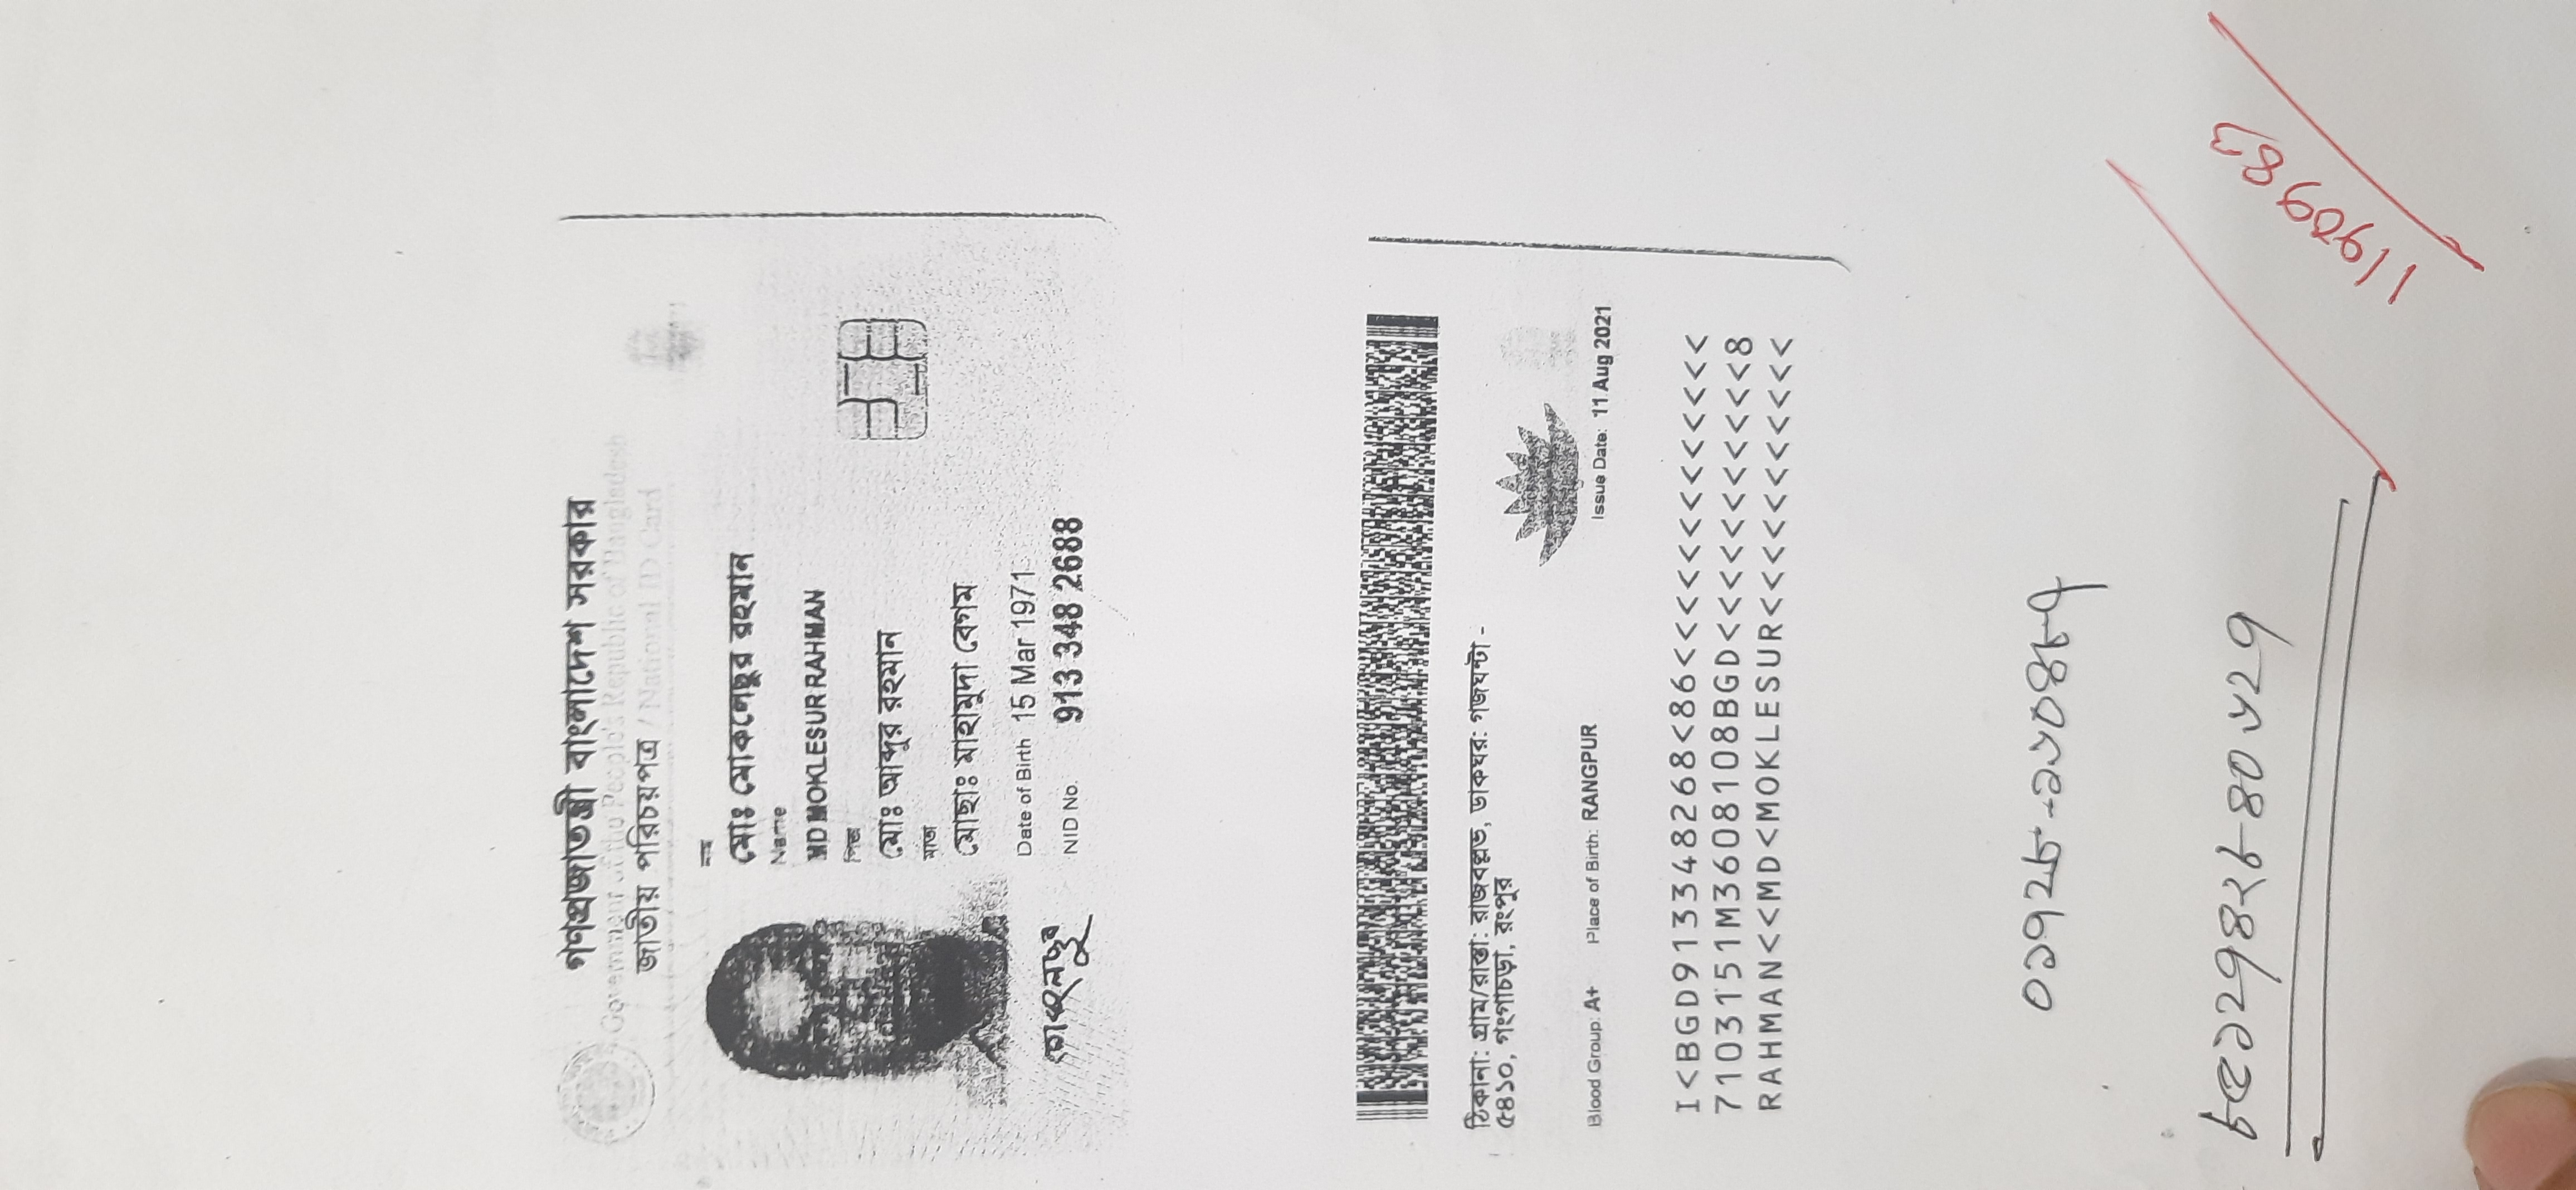 গণপ্রজাতন্ত্রী বাংলাদেশ সরকার
Government of the People's Republic of Bangladesh
জাতীয় পরিচয়পত্র / National ID Card
নাম
মোঃ মোকলেছুর রহমান
Name
MD MOKLESUR RAHMAN
পিতা
মোঃ আব্দুর রহমান
মাতা
মোছাঃ মাহামুদা বেগম
Date of Birth 15 Mar 1971
NID No. 913 348 2688
মোকলেছুর
ঠিকানা: গ্রাম/রাস্তা: রাজবল্লভ, ডাকঘর: গজঘন্টা -
৫৪১০, গংগাচড়া, রংপুর
Blood Group: A+ Place of Birth: RANGPUR
Issue Date: 11 Aug 2021
I<BGD913348268<86<<<<<<<<<<<<<
7103151M3608108BGD<<<<<<<<<<<8
RAHMAN<<MD<MOKLESUR<<<<<<<<<<<
০১৭২৮-১৬০৪৮৭
৮৫১২৭৪২৮৪০৬২৭